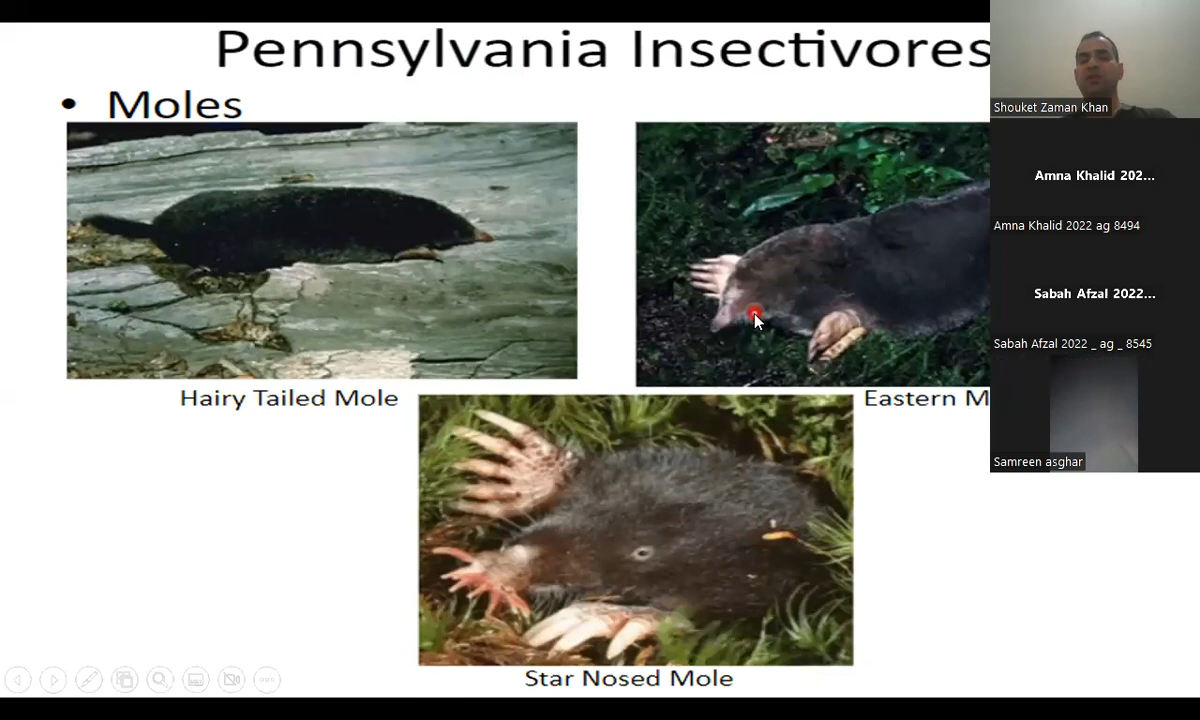 Pennsylvania Insectivores
• Moles
Hairy Tailed Mole
Eastern M
Star Nosed Mole
Shouket Zaman Khan
Amna Khalid 202...
Amna Khalid 2022 ag 8494
Sabah Afzal 2022...
Sabah Afzal 2022 _ ag _ 8545
Samreen asghar